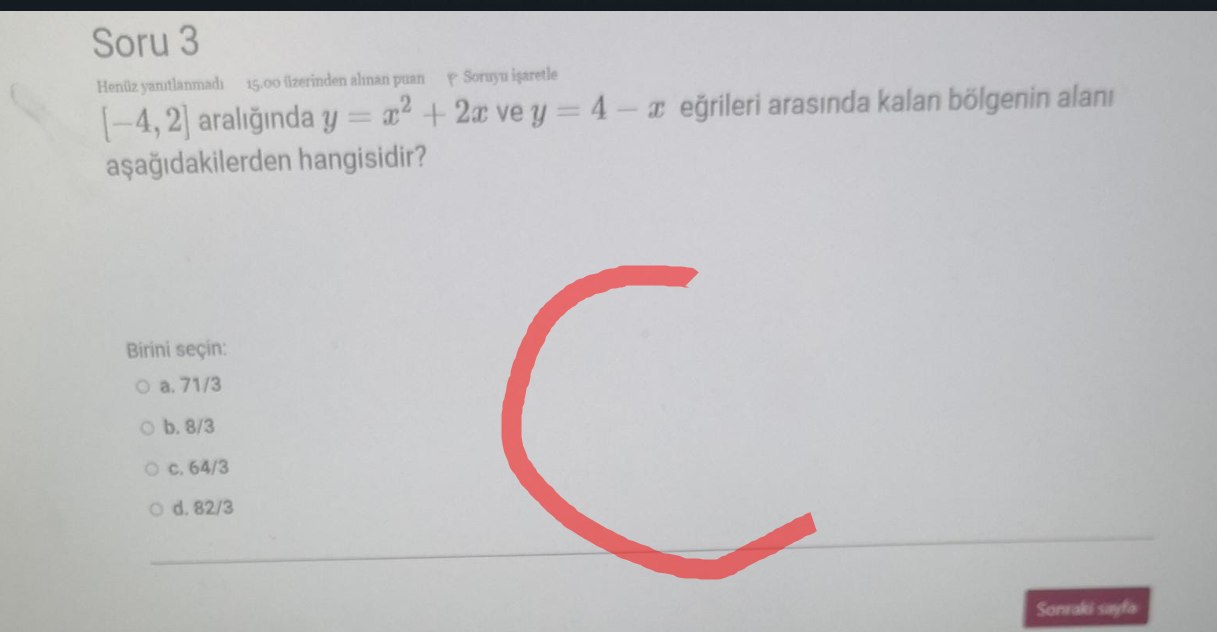 Soru 3
Henüz yanıtlanmadı 15,00 üzerinden alınan puan Soruyu işaretle
[−4, 2] aralığında y = x² + 2x ve y = 4 − x eğrileri arasında kalan bölgenin alanı
aşağıdakilerden hangisidir?
C
Birini seçin:
a. 71/3
b. 8/3
c. 64/3
d. 82/3
Sonraki sayfa